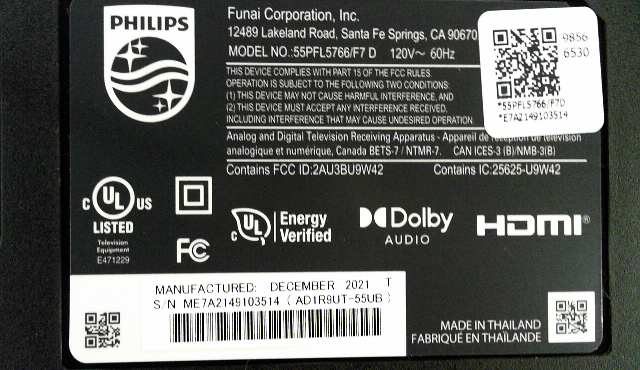 PHILIPS
Funai Corporation, Inc.
12489 Lakeland Road, Santa Fe Springs, CA 90670
MODEL NO.:55PFL5766/F7 D 120V～ 60Hz
THIS DEVICE COMPLIES WITH PART 15 OF THE FCC RULES.
OPERATION IS SUBJECT TO THE FOLLOWING TWO CONDITIONS:
(1) THIS DEVICE MAY NOT CAUSE HARMFUL INTERFERENCE, AND
(2) THIS DEVICE MUST ACCEPT ANY INTERFERENCE RECEIVED,
INCLUDING INTERFERENCE THAT MAY CAUSE UNDESIRED OPERATION.
Analog and Digital Television Receiving Apparatus - Appareil de réception de télévision
analogique et numérique, Canada BETS-7 / NTMR-7. CAN ICES-3 (B)/NMB-3(B)
Contains FCC ID:2AU3BU9W42 Contains IC:25625-U9W42
9856
6530
*55PFL5766/F7D
*E7A2149103514
C UL US
LISTED
Television
Equipment
E471229
FC
C UL Energy
Verified
Dolby
AUDIO
HDMI®
MANUFACTURED: DECEMBER 2021 T
S/N ME7A2149103514 ( AD1R9UT-55UB )
MADE IN THAILAND
FABRIQUÉ EN THAÏLANDE